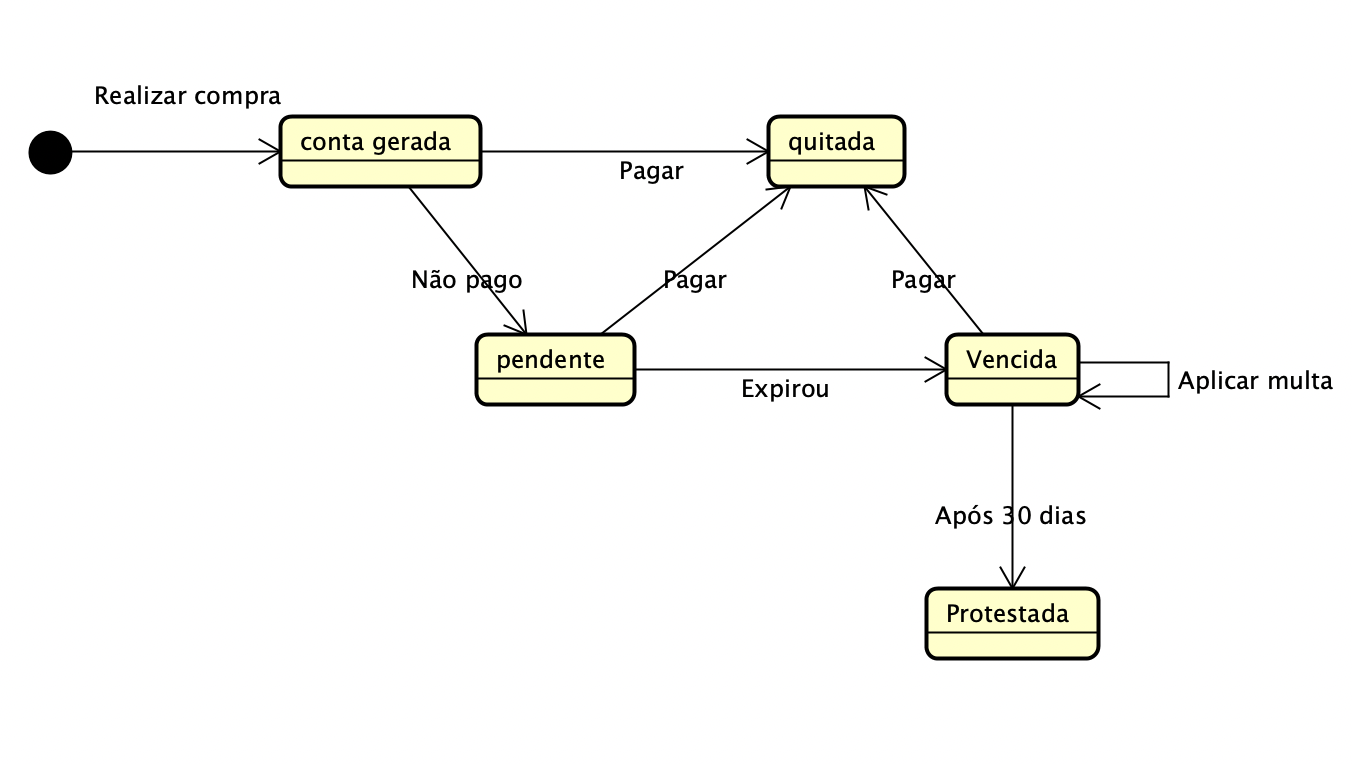 Realizar compra
conta gerada
quitada
Pagar
Não pago
Pagar
Pagar
pendente
Vencida
Expirou
Aplicar multa
Após 30 dias
Protestada